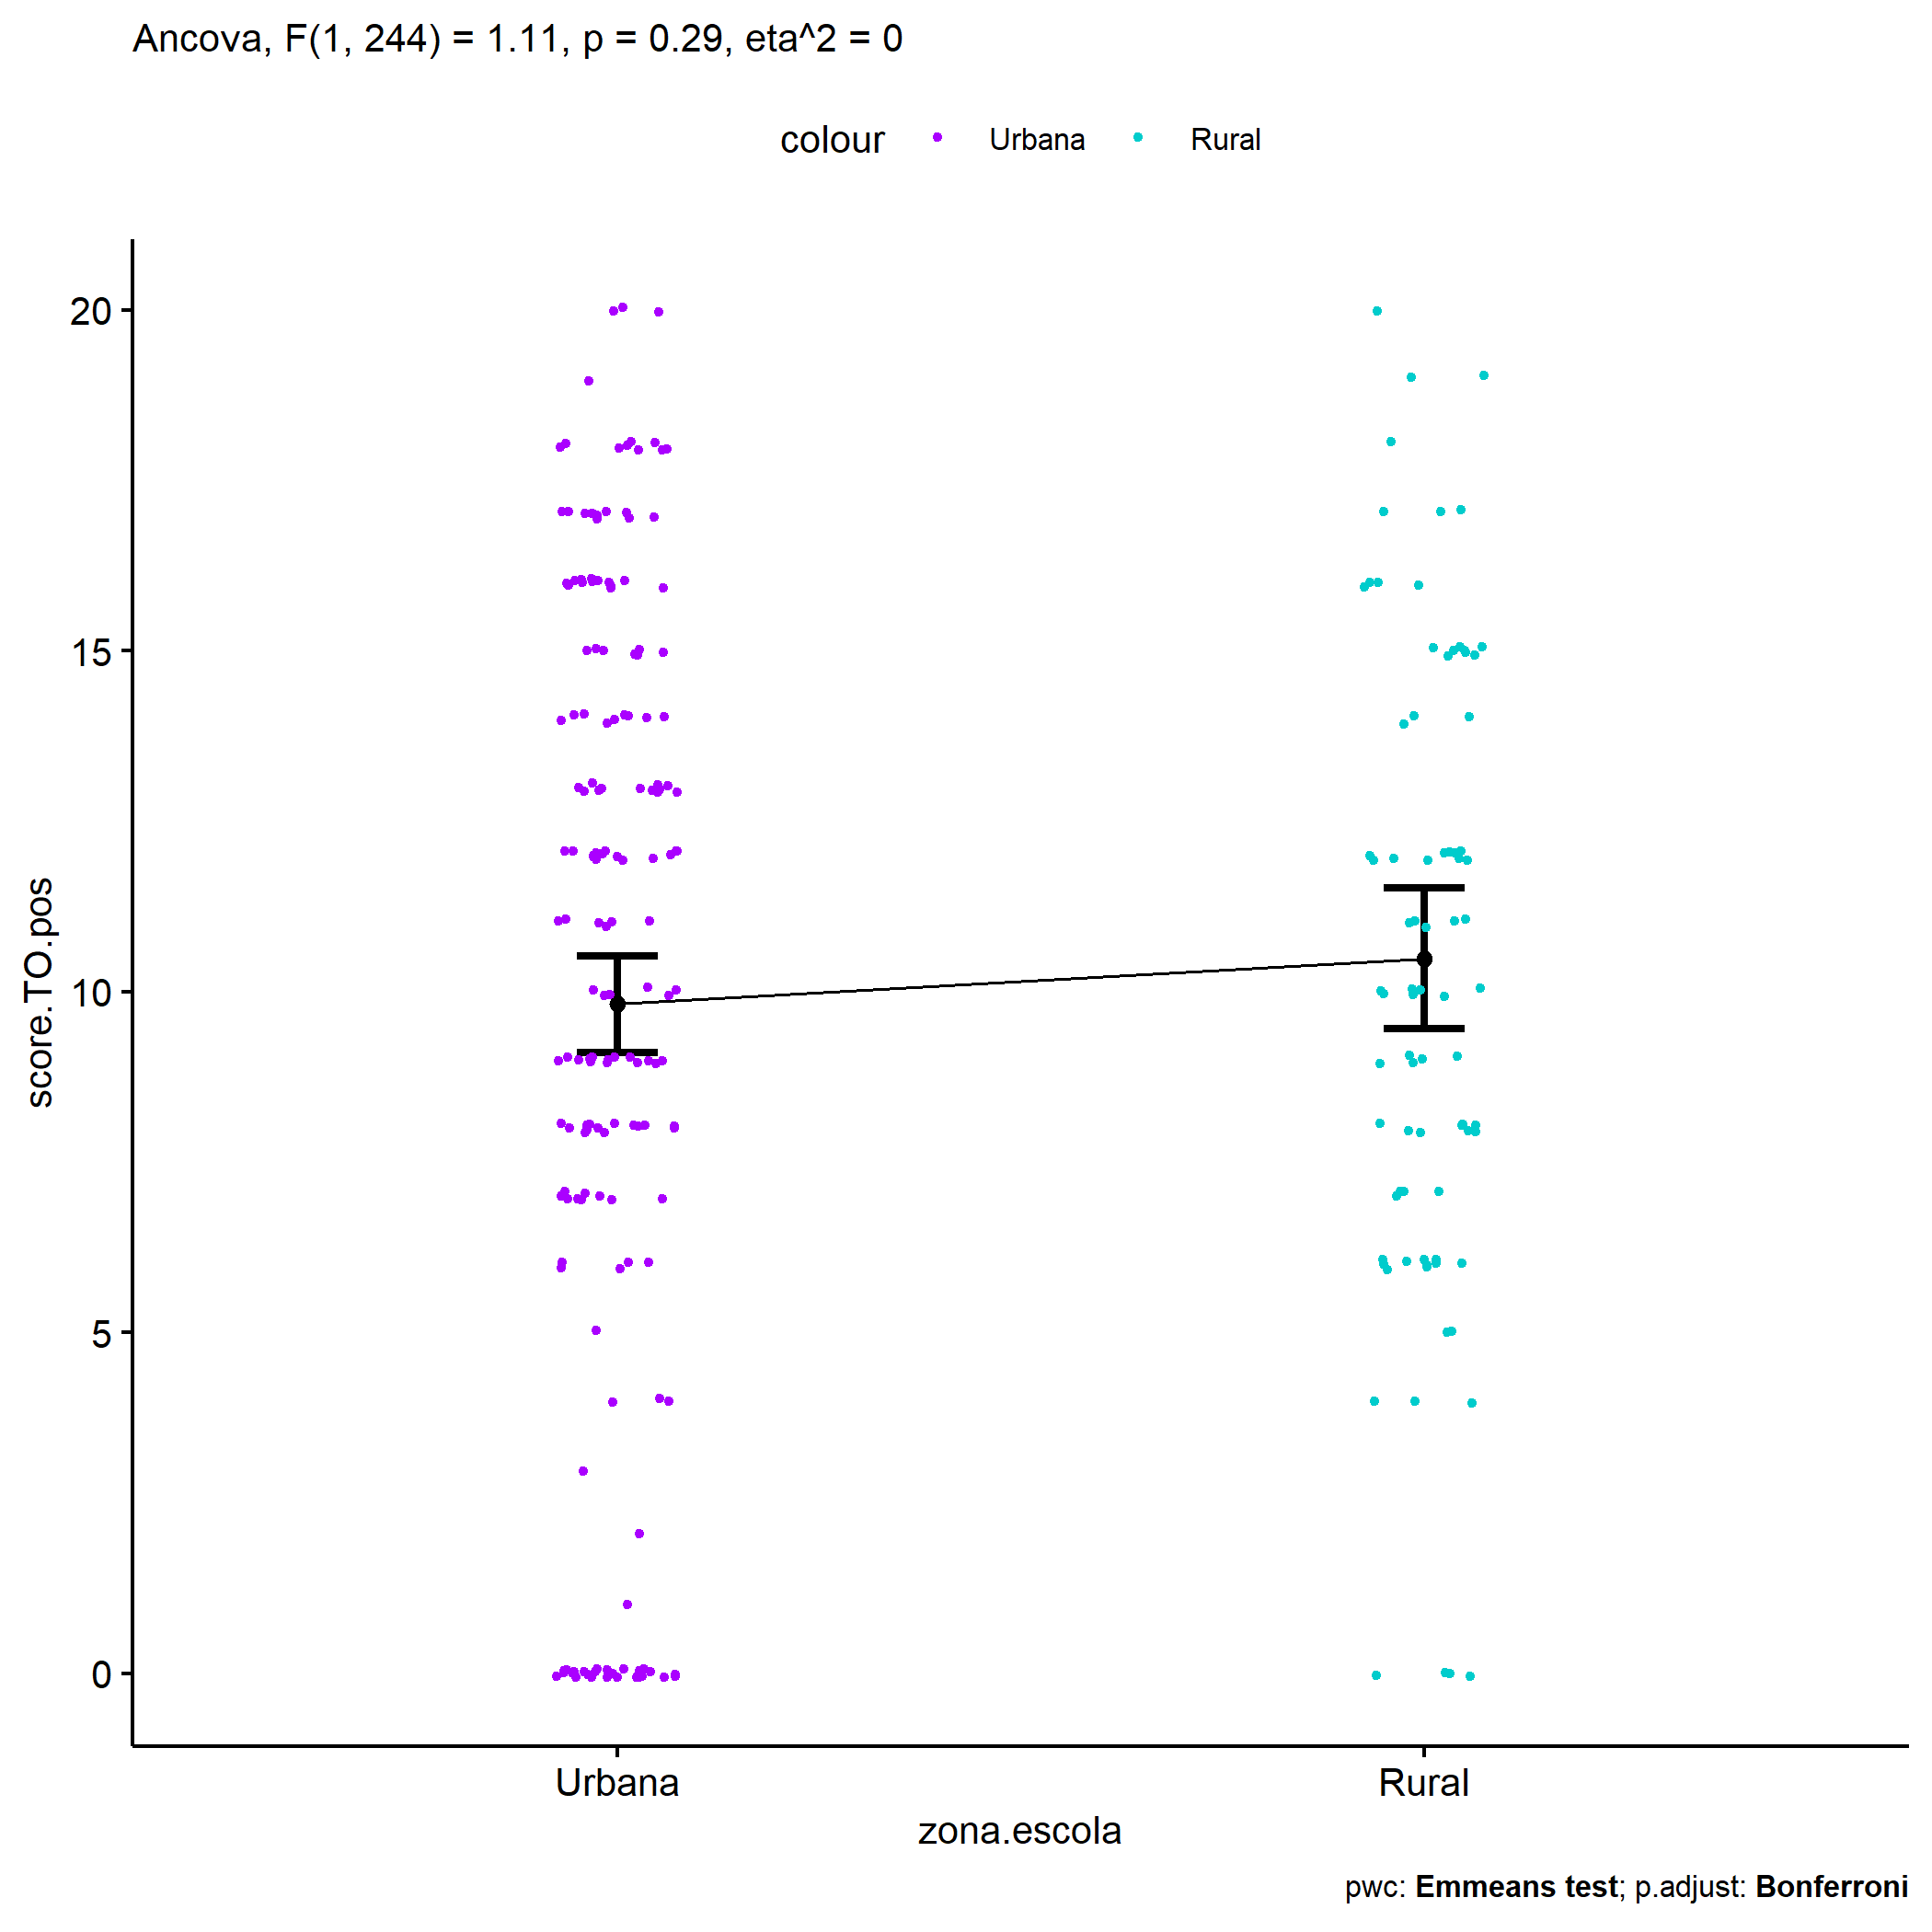 Ancova, F(1, 244) = 1.11, p = 0.29, eta^2 = 0
colour Urbana Rural
20
15
10
5
0
score.TO.pos
Urbana Rural
zona.escola
pwc: Emmeans test; p.adjust: Bonferroni